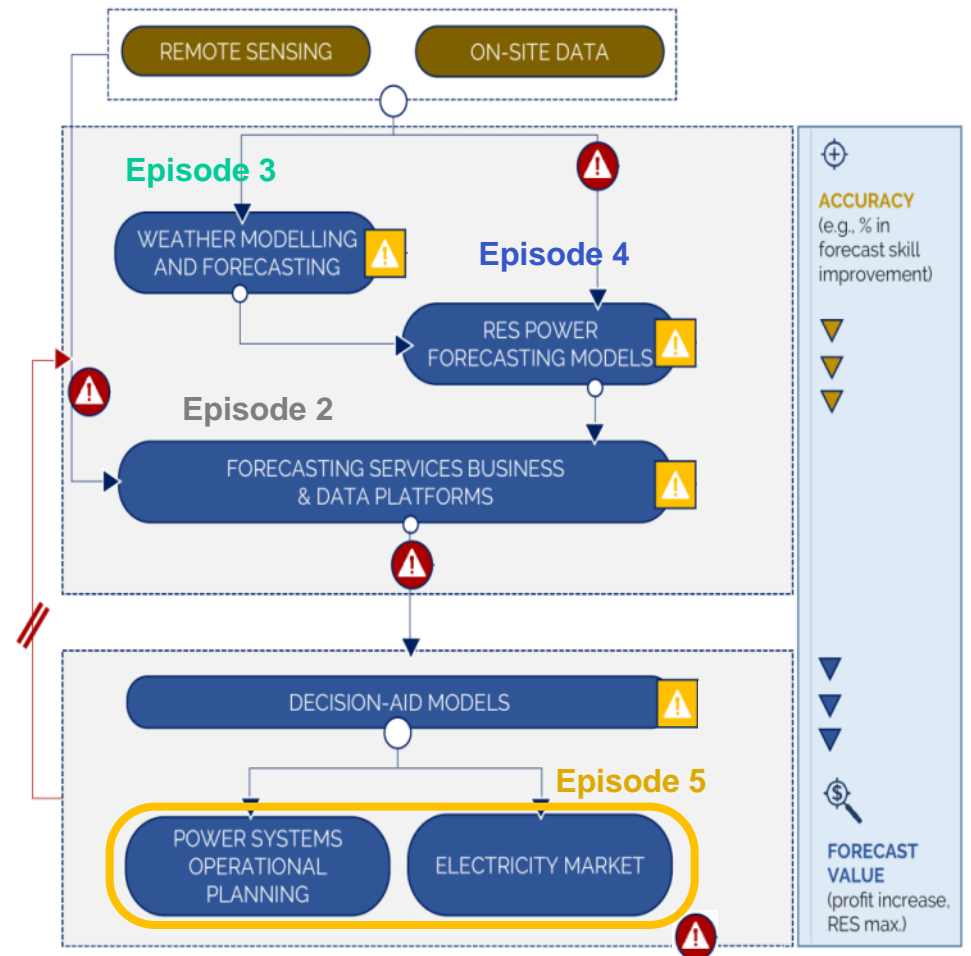 REMOTE SENSING
ON-SITE DATA
Episode 3
WEATHER MODELLING
AND FORECASTING
Episode 4
RES POWER
FORECASTING MODELS
Episode 2
FORECASTING SERVICES BUSINESS
& DATA PLATFORMS
DECISION-AID MODELS
Episode 5
POWER SYSTEMS
OPERATIONAL
PLANNING
ELECTRICITY MARKET
ACCURACY
(e.g., % in
forecast skill
improvement)
$
FORECAST
VALUE
(profit increase,
RES max.)